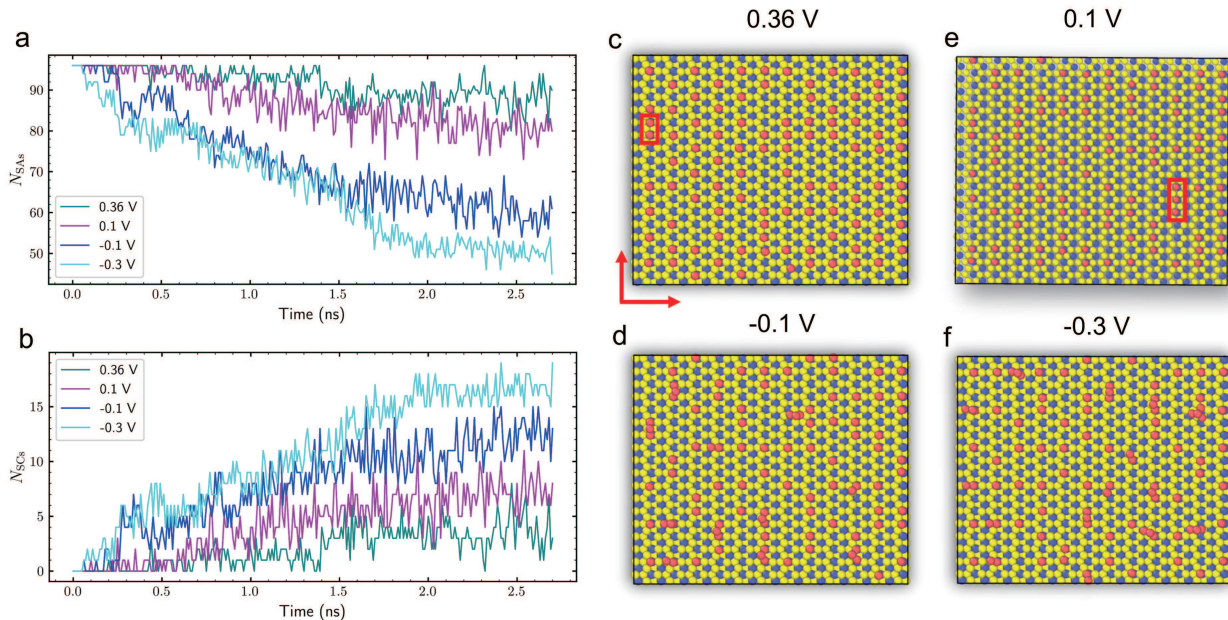 a
90
80
70
60
50
N_SAs
0.36 V
0.1 V
-0.1 V
-0.3 V
0.0 0.5 1.0 1.5 2.0 2.5
Time (ns)
b
15
10
5
0
N_SCs
0.36 V
0.1 V
-0.1 V
-0.3 V
0.0 0.5 1.0 1.5 2.0 2.5
Time (ns)
0.36 V
c
0.1 V
e
-0.1 V
d
-0.3 V
f